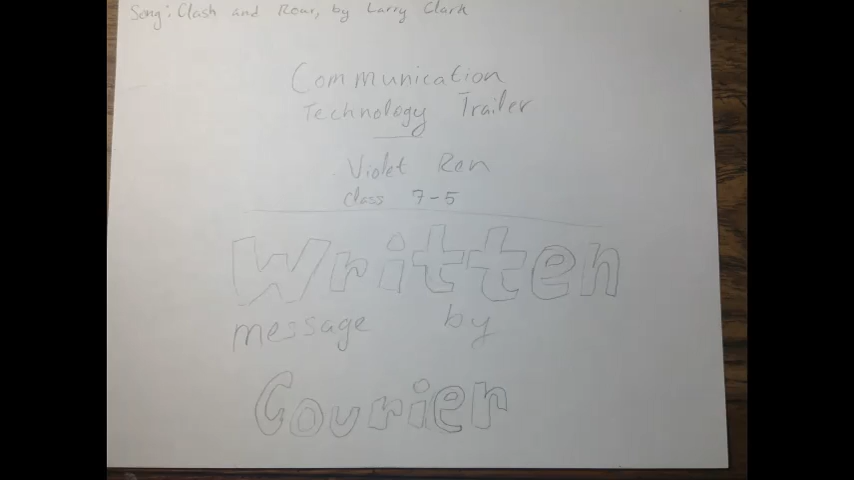 Song: Clash and Roar, by Larry Clark
Communication
Technology Trailer
Violet Ren
Class 7-5
Written
message by
Courier